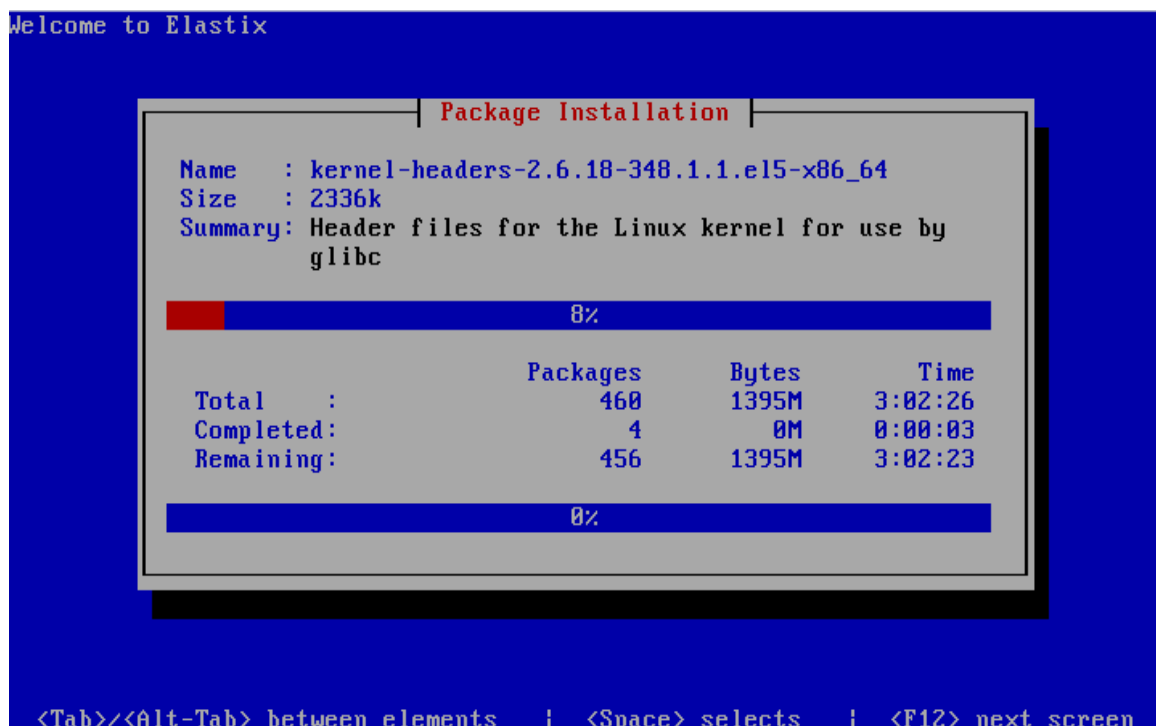 Welcome to Elastix
Package Installation
Name : kernel-headers-2.6.18-348.1.1.el5-x86_64
Size : 2336k
Summary: Header files for the Linux kernel for use by
glibc
8%
Packages Bytes Time
Total : 460 1395M 3:02:26
Completed: 4 0M 0:00:03
Remaining: 456 1395M 3:02:23
0%
<Tab>/<Alt-Tab> between elements | <Space> selects | <F12> next screen